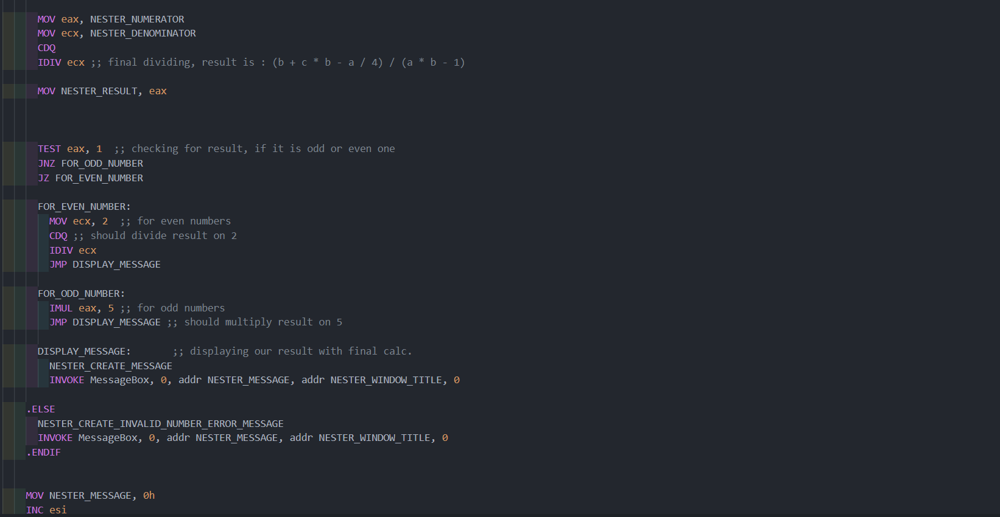 MOV eax, NESTER_NUMERATOR
MOV ecx, NESTER_DENOMINATOR
CDQ
IDIV ecx ;; final dividing, result is : (b + c * b - a / 4) / (a * b - 1)
MOV NESTER_RESULT, eax
TEST eax, 1  ;; checking for result, if it is odd or even one
JNZ FOR_ODD_NUMBER
JZ FOR_EVEN_NUMBER
FOR_EVEN_NUMBER:
MOV ecx, 2  ;; for even numbers
CDQ ;; should divide result on 2
IDIV ecx
JMP DISPLAY_MESSAGE
FOR_ODD_NUMBER:
IMUL eax, 5 ;; for odd numbers
JMP DISPLAY_MESSAGE ;; should multiply result on 5
DISPLAY_MESSAGE:       ;; displaying our result with final calc.
NESTER_CREATE_MESSAGE
INVOKE MessageBox, 0, addr NESTER_MESSAGE, addr NESTER_WINDOW_TITLE, 0
.ELSE
NESTER_CREATE_INVALID_NUMBER_ERROR_MESSAGE
INVOKE MessageBox, 0, addr NESTER_MESSAGE, addr NESTER_WINDOW_TITLE, 0
.ENDIF
MOV NESTER_MESSAGE, 0h
INC esi